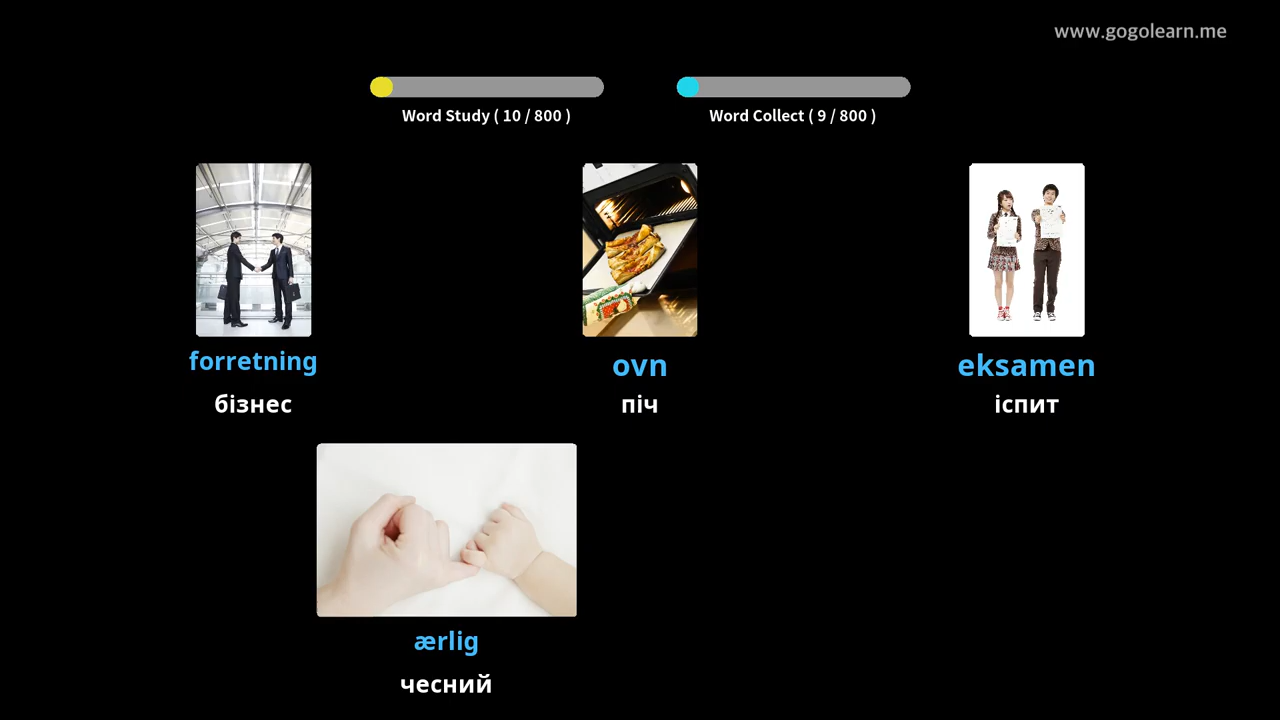 www.gogolearn.me
Word Study ( 10 / 800 )
Word Collect ( 9 / 800 )
forretning
бізнес
ovn
піч
eksamen
іспит
ærlig
чесний